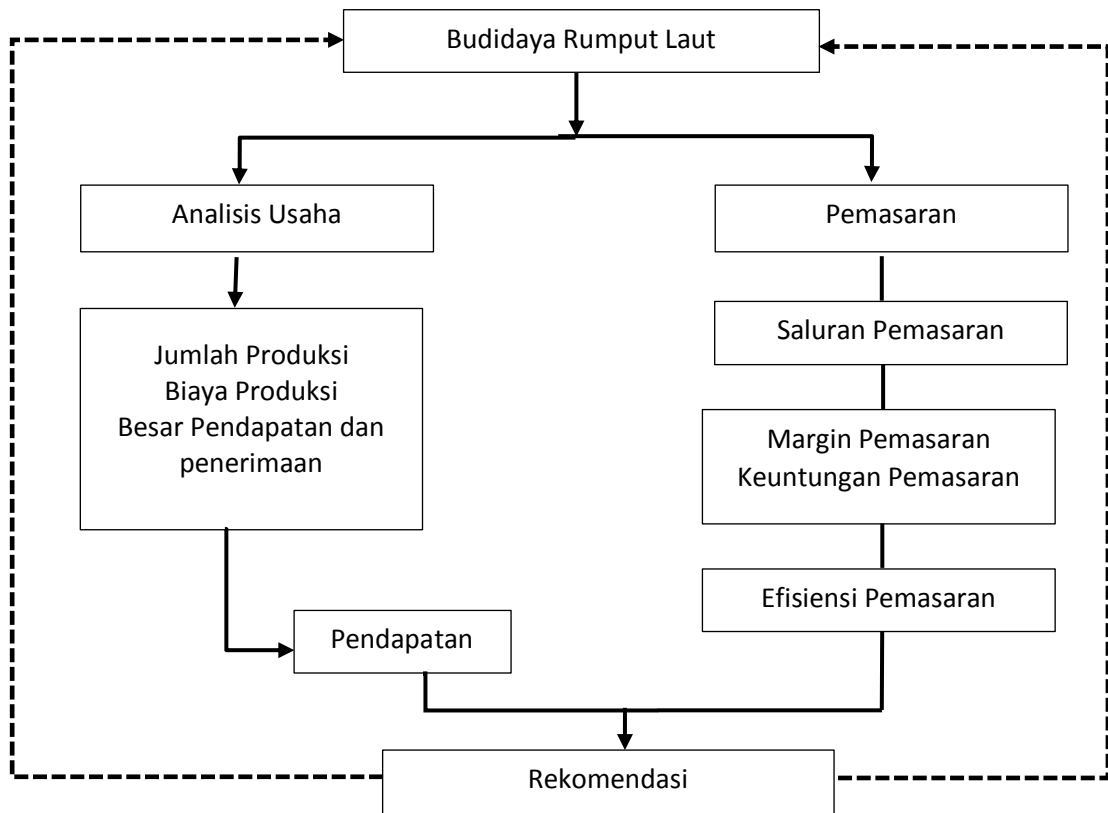 Budidaya Rumput Laut
Analisis Usaha
Pemasaran
Jumlah Produksi
Biaya Produksi
Besar Pendapatan dan
penerimaan
Saluran Pemasaran
Margin Pemasaran
Keuntungan Pemasaran
Efisiensi Pemasaran
Pendapatan
Rekomendasi